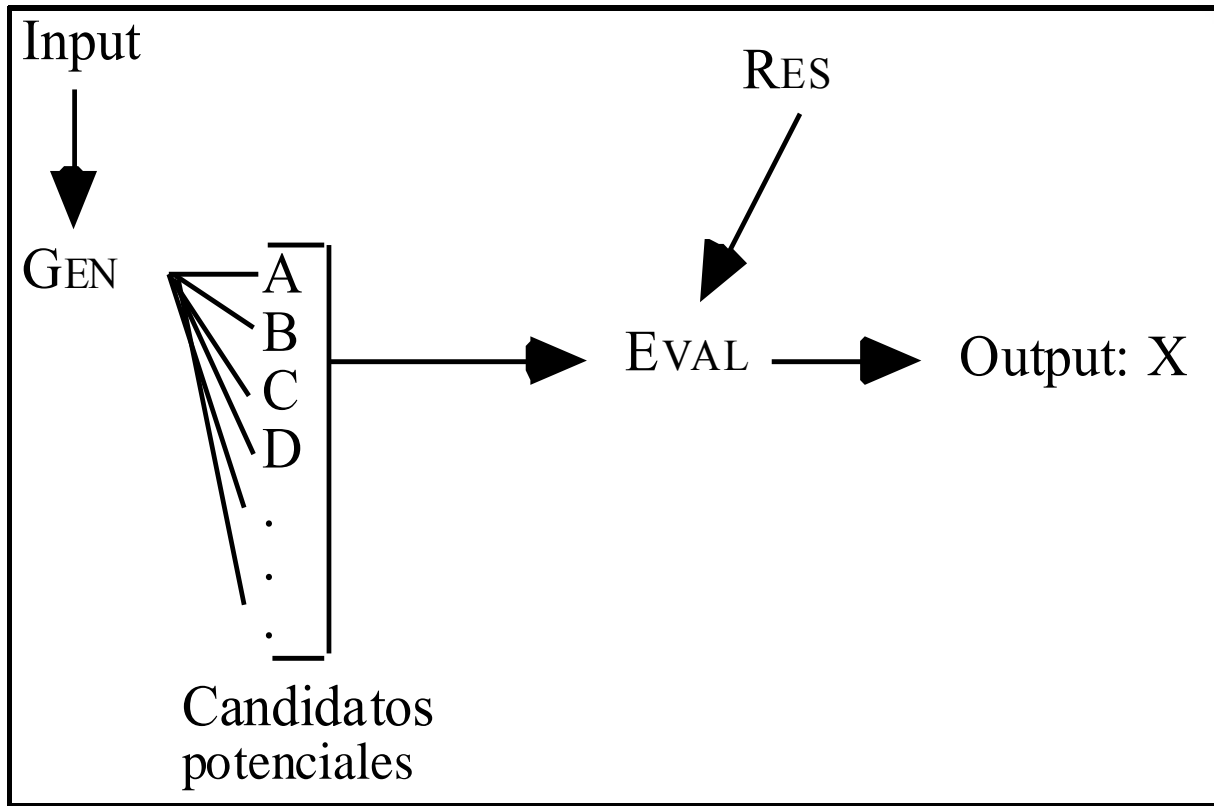 Input
RES
GEN
A
B
C
D
.
.
.
EVAL
Output: X
Candidatos
potenciales